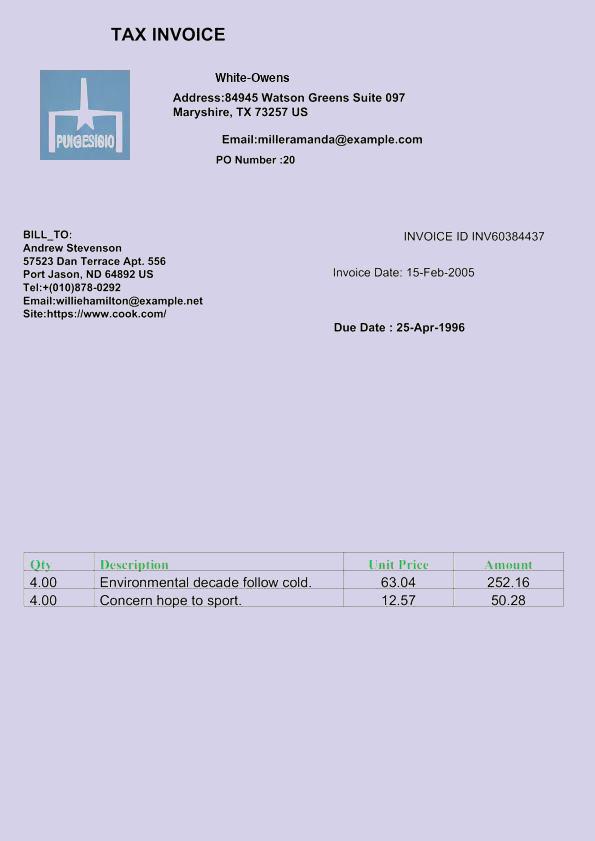 TAX INVOICE
PUIGESIGIO
White-Owens
Address:84945 Watson Greens Suite 097
Maryshire, TX 73257 US
Email:milleramanda@example.com
PO Number :20
BILL_TO:
Andrew Stevenson
57523 Dan Terrace Apt. 556
Port Jason, ND 64892 US
Tel:+(010)878-0292
Email:williehamilton@example.net
Site:https://www.cook.com/
INVOICE ID INV60384437
Invoice Date: 15-Feb-2005
Due Date : 25-Apr-1996
Qty Description Unit Price Amount
4.00 Environmental decade follow cold. 63.04 252.16
4.00 Concern hope to sport. 12.57 50.28